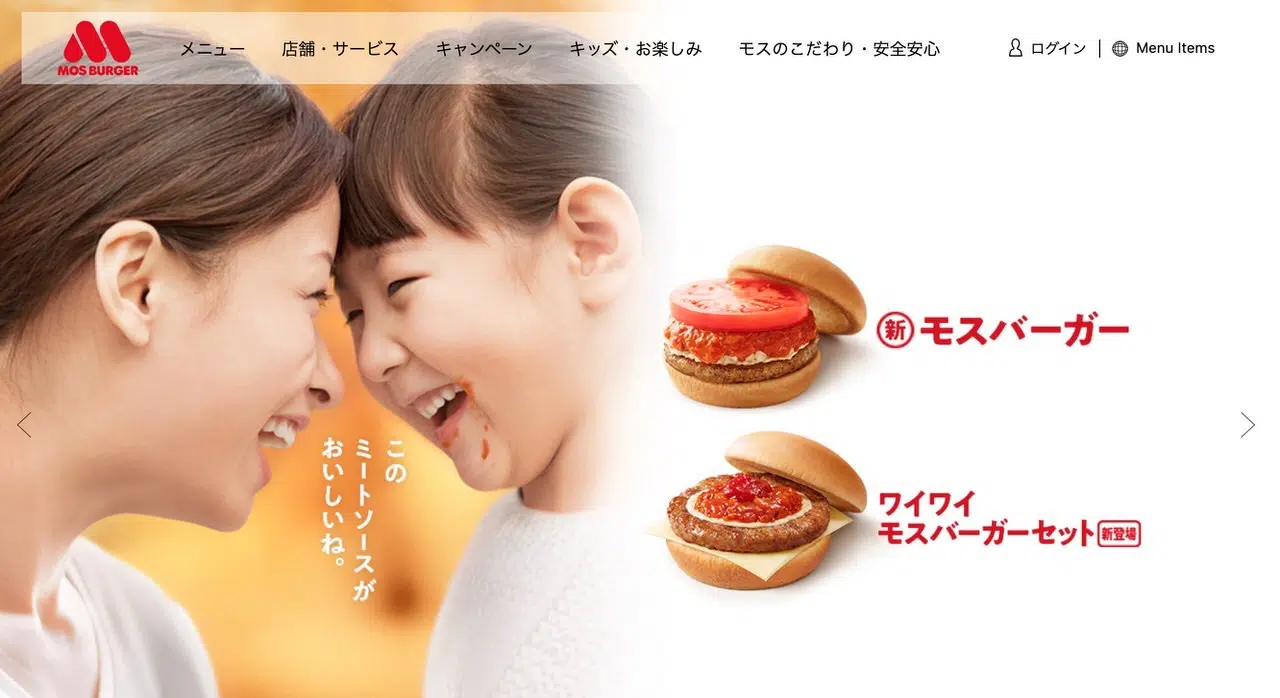 MOS BURGER
メニュー
店舗・サービス
キャンペーン
キッズ・お楽しみ
モスのこだわり・安全安心
ログイン
Menu Items
この
ミートソースが
おいしいね。
新 モスバーガー
ワイワイ
モスバーガーセット 新登場